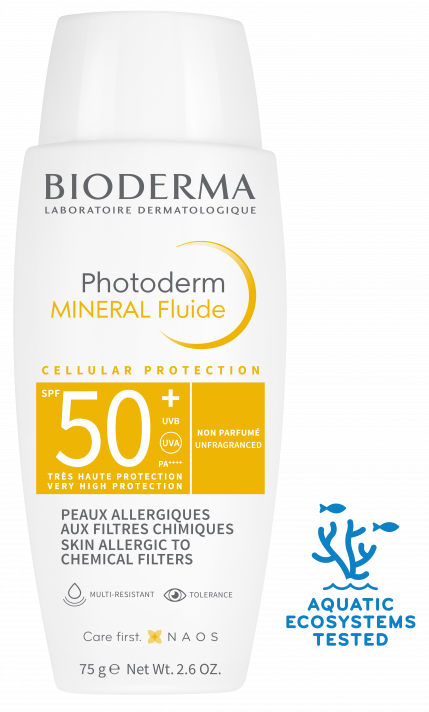 BIODERMA
LABORATOIRE DERMATOLOGIQUE
Photoderm
MINERAL Fluide
CELLULAR PROTECTION
SPF
50+
UVB
UVA
PA++++
TRÈS HAUTE PROTECTION
VERY HIGH PROTECTION
NON PARFUMÉ
UNFRAGRANCED
PEAUX ALLERGIQUES
AUX FILTRES CHIMIQUES
SKIN ALLERGIC TO
CHEMICAL FILTERS
MULTI-RESISTANT
TOLERANCE
Care first. NAOS
75 g ℮ Net Wt. 2.6 OZ.
AQUATIC
ECOSYSTEMS
TESTED